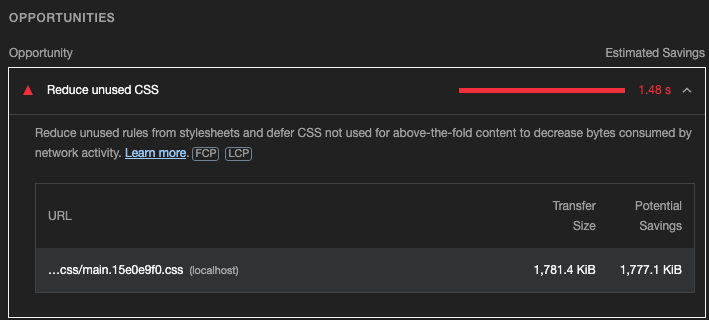 OPPORTUNITIES
Opportunity Estimated Savings
Reduce unused CSS 1.48 s
Reduce unused rules from stylesheets and defer CSS not used for above-the-fold content to decrease bytes consumed by
network activity. Learn more. FCP LCP
URL Transfer Size Potential Savings
...css/main.15e0e9f0.css (localhost) 1,781.4 KiB 1,777.1 KiB